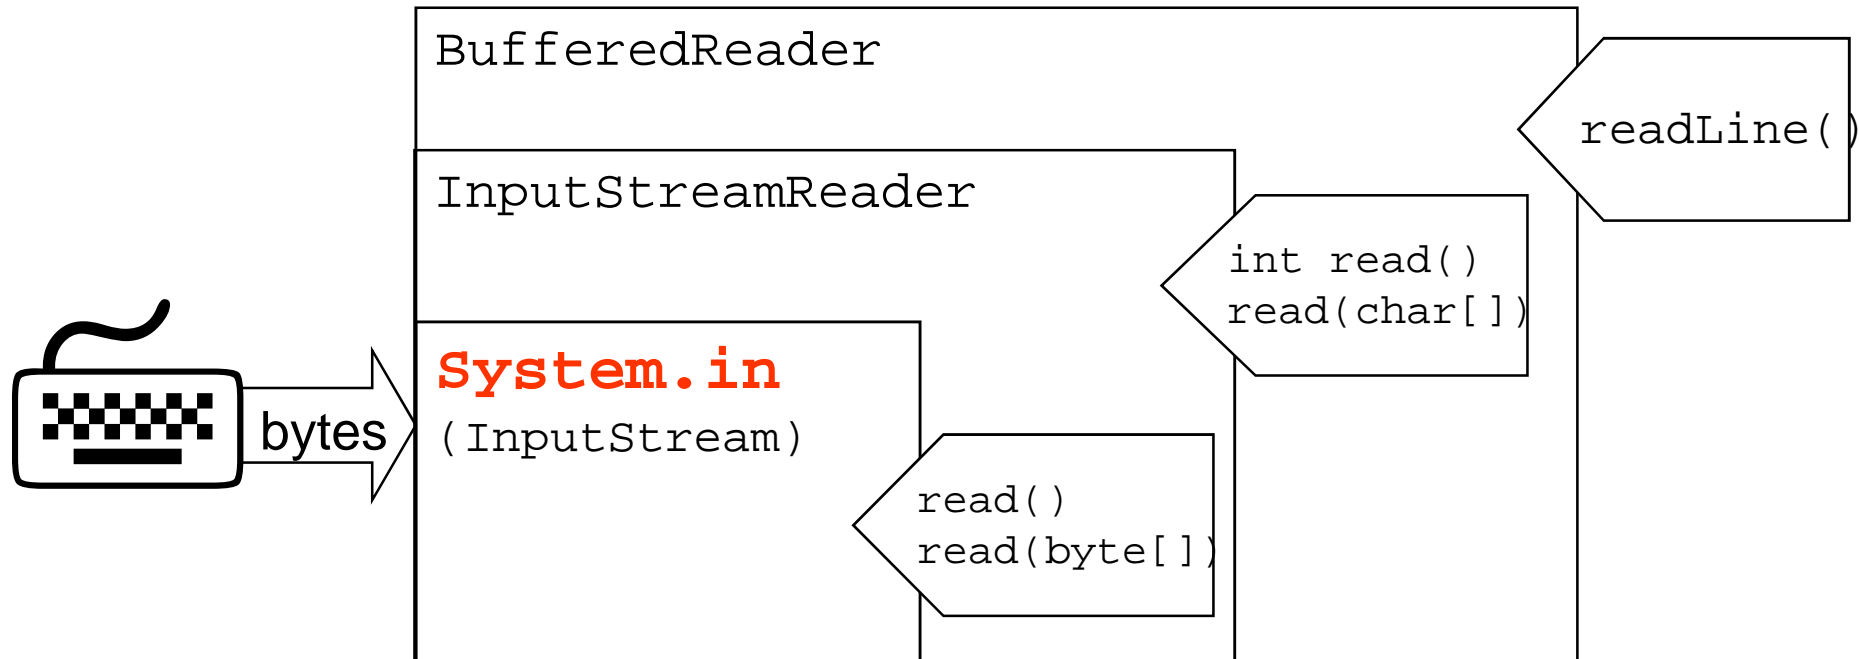 BufferedReader
readLine()
InputStreamReader
int read()
read(char[])
System.in
bytes
(InputStream)
read()
read(byte[])